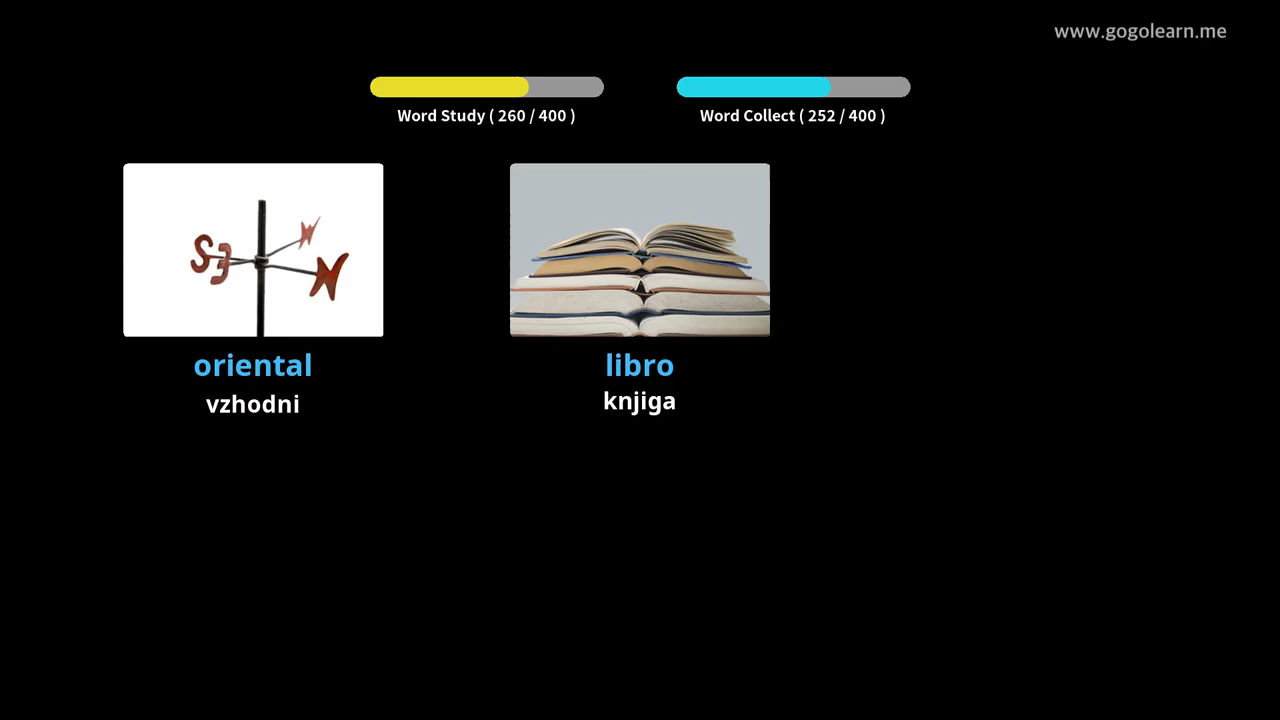 www.gogolearn.me
Word Study ( 260 / 400 )
Word Collect ( 252 / 400 )
S E N W
oriental
vzhodni
libro
knjiga